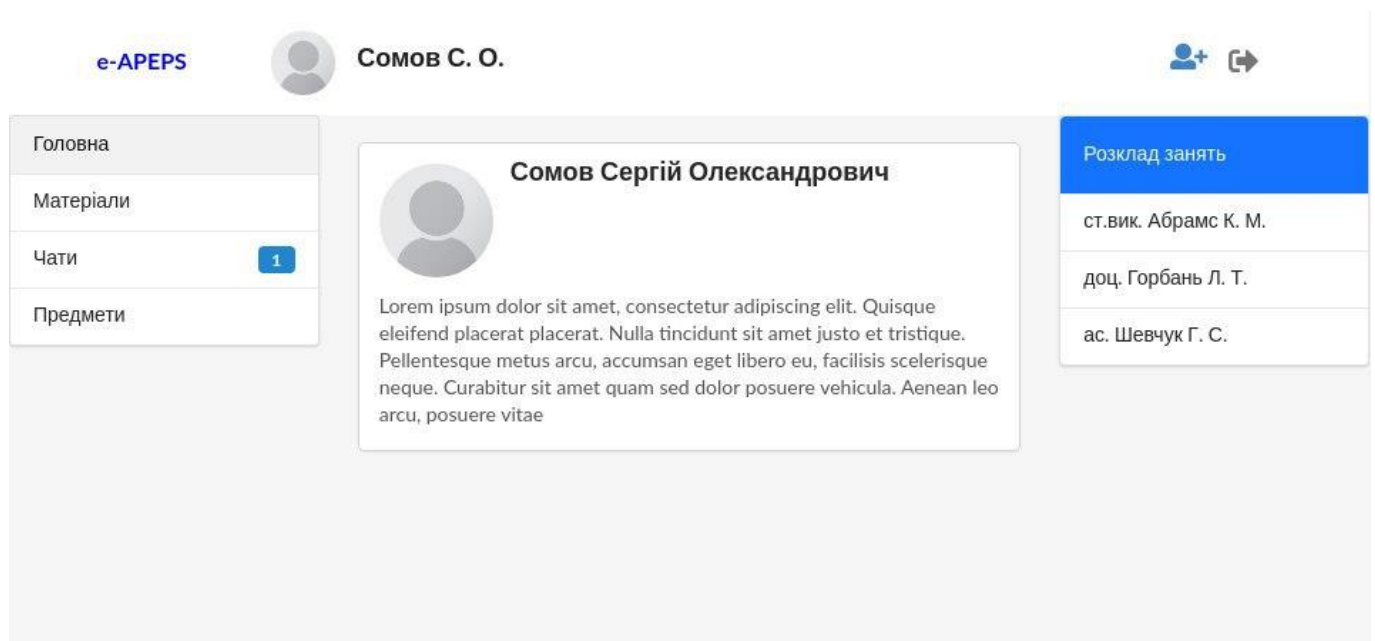 e-APEPS
Сомов С. О.
Головна
Матеріали
Чати 1
Предмети
Сомов Сергій Олександрович
Lorem ipsum dolor sit amet, consectetur adipiscing elit. Quisque
eleifend placerat placerat. Nulla tincidunt sit amet justo et tristique.
Pellentesque metus arcu, accumsan eget libero eu, facilisis scelerisque
neque. Curabitur sit amet quam sed dolor posuere vehicula. Aenean leo
arcu, posuere vitae
Розклад занять
ст.вик. Абрамс К. М.
доц. Горбань Л. Т.
ас. Шевчук Г. С.